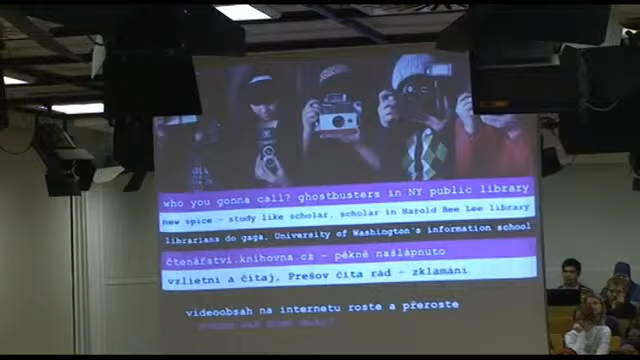 who you gonna call? ghostbusters in NY public library
new spice - study like scholar, scholar in Harold Bee Lee library
librarians do gaga, University of Washington's information school
čtenářství.knihovna.cz - pěkně našlápnuto
vzlietni a čítaj, Prešov číta rád - zklamání
videoobsah na internetu roste a přeroste